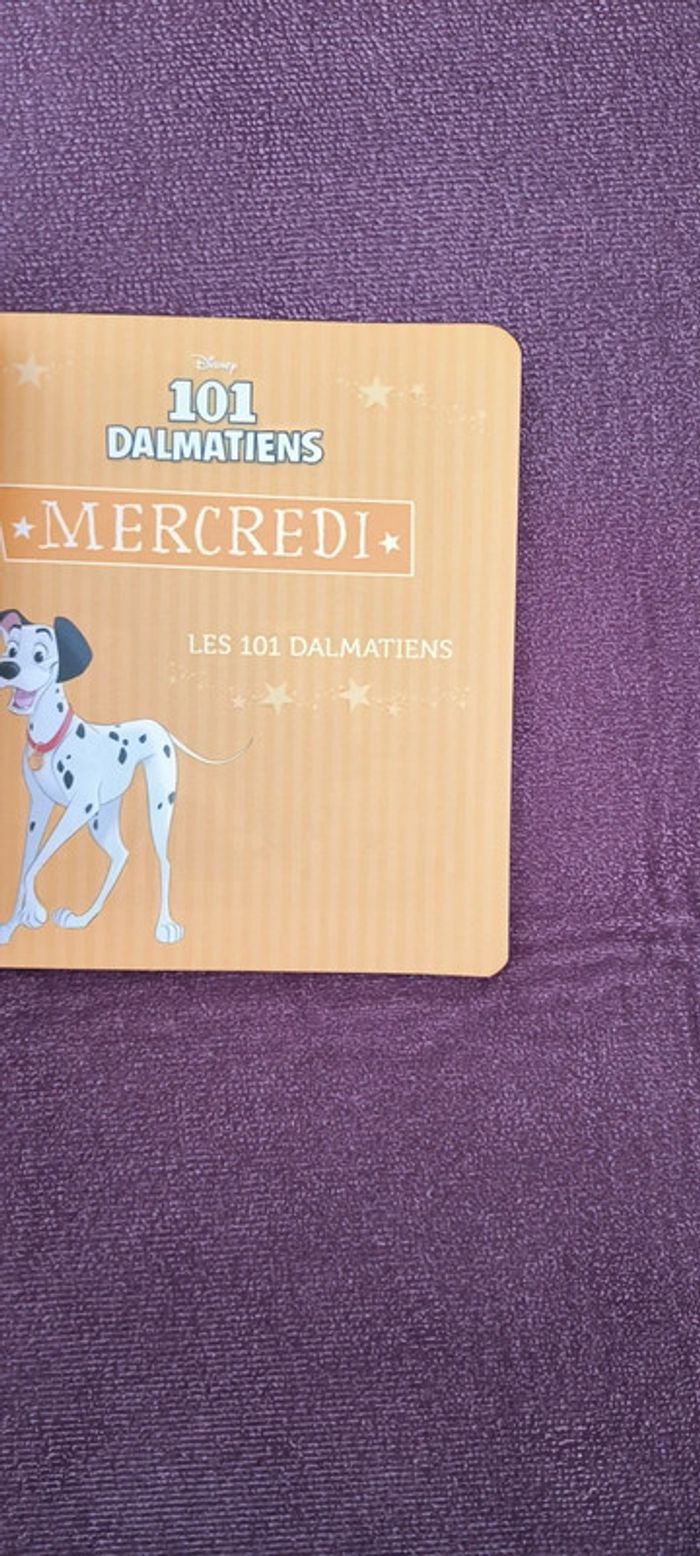 Disney
101
DALMATIENS
MERCREDI
LES 101 DALMATIENS